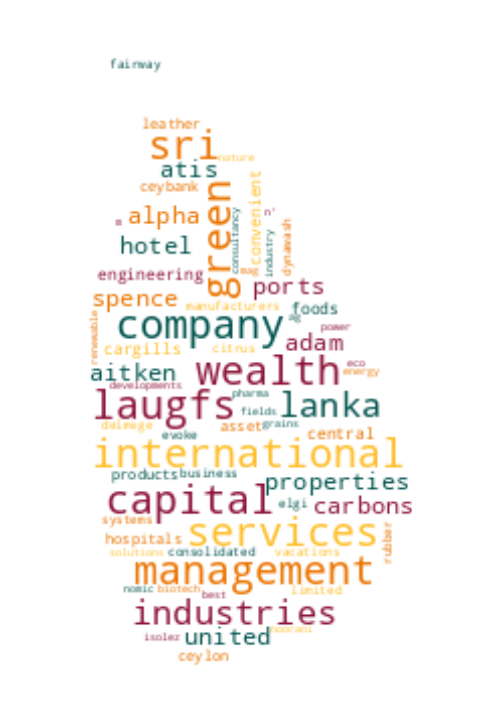 fairway
leather
sri
nature
atis
ceybank
green
consultancy
convenient
n'
m
alpha
industry
dynawash
hotel
mag
engineering
ports
spence
manufacturers
foods
ag
renewable
company
power
adam
cargills
citrus
aitken
wealth
eco
energy
developments
laugfs
pharma
lanka
fields
delmege
asset
grains
evoke
central
international
products
business
properties
capital
elgi
carbons
systems
services
rubber
hospitals
solutions
consolidated
vacations
management
nomic
biotech
best
limited
industries
isolez
united
noorani
ceylon